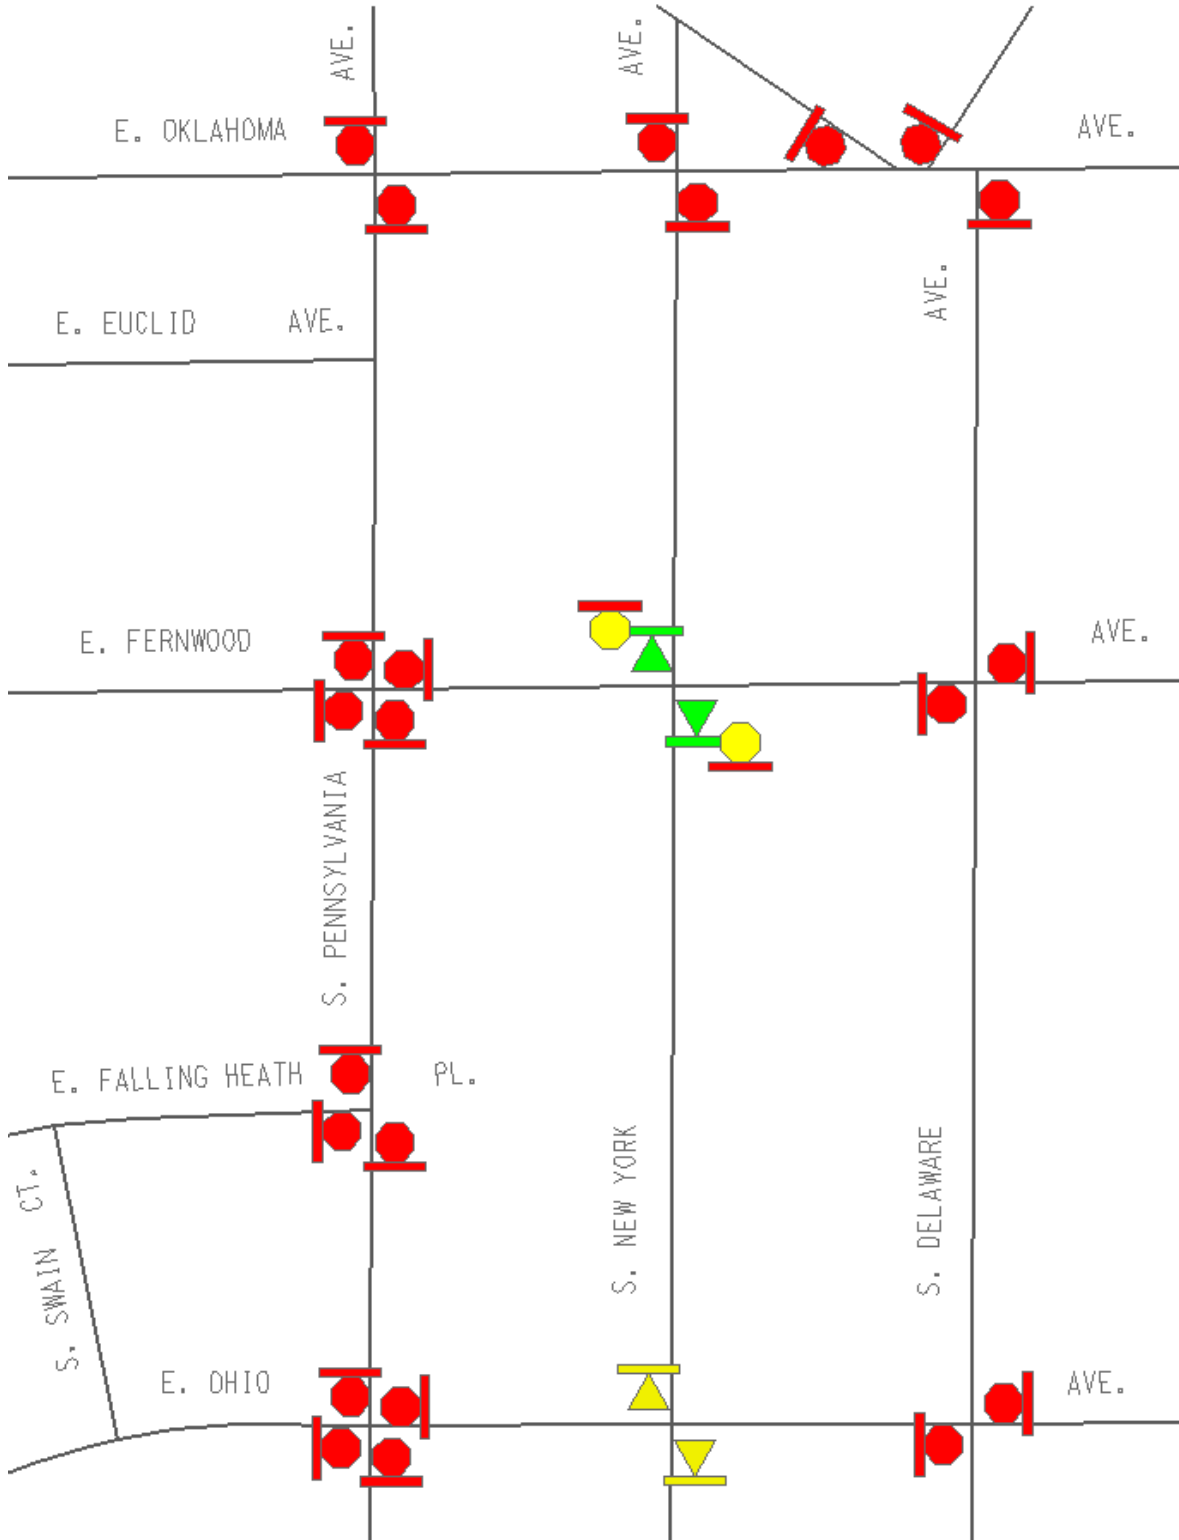 AVE.
AVE.
E. OKLAHOMA
AVE.
AVE.
E. EUCLID AVE.
E. FERNWOOD
AVE.
S. PENNSYLVANIA
E. FALLING HEATH PL.
S. SWAIN CT.
S. NEW YORK
S. DELAWARE
E. OHIO
AVE.